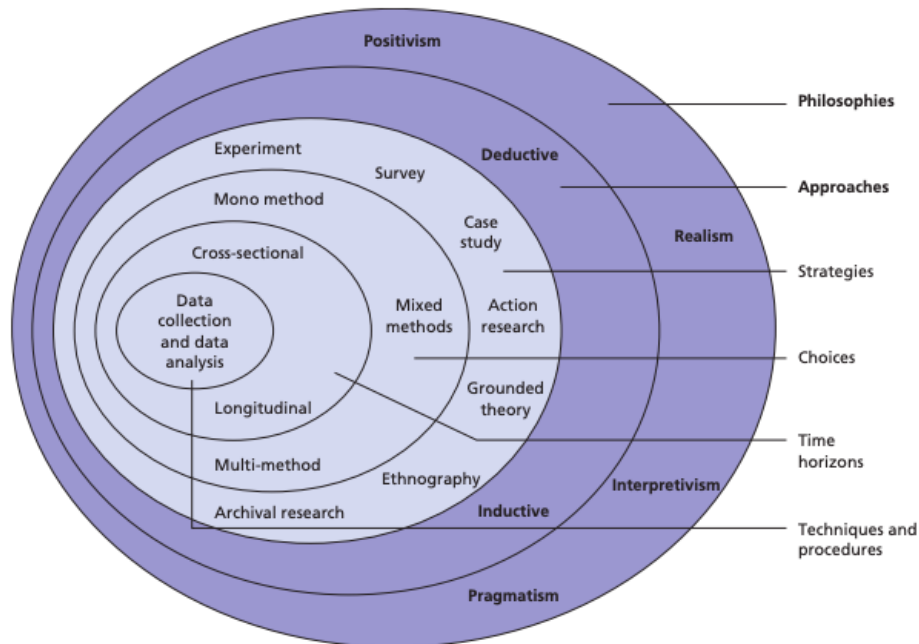 Positivism
Philosophies
Experiment
Deductive
Survey
Approaches
Mono method
Case
study
Realism
Cross-sectional
Strategies
Data
collection
and data
analysis
Mixed
methods
Action
research
Choices
Grounded
theory
Longitudinal
Time
horizons
Multi-method
Ethnography
Interpretivism
Archival research
Inductive
Techniques and
procedures
Pragmatism